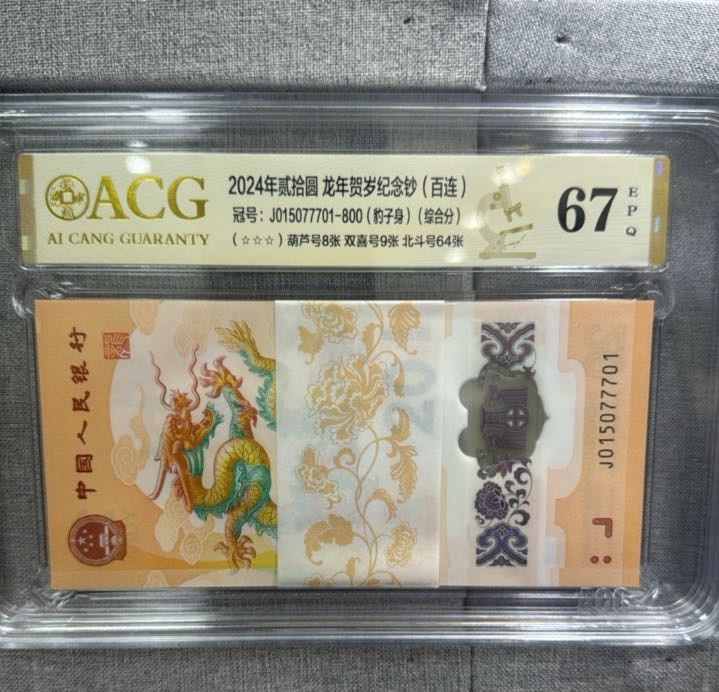 ACG
AI CANG GUARANTY
2024年贰拾圆 龙年贺岁纪念钞（百连）
冠号：J015077701-800（豹子身）（综合分）
（☆☆☆）葫芦号8张 双喜号9张 北斗号64张
67
EPQ
中国人民银行
J015077701
ACG